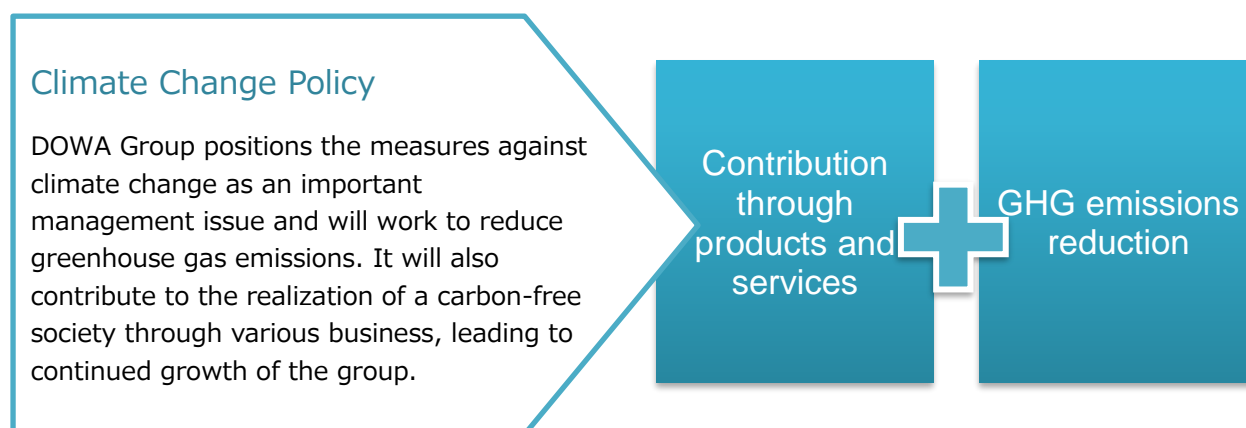 Climate Change Policy
DOWA Group positions the measures against
climate change as an important
management issue and will work to reduce
greenhouse gas emissions. It will also
contribute to the realization of a carbon-free
society through various business, leading to
continued growth of the group.
Contribution
through
products and
services
GHG emissions
reduction